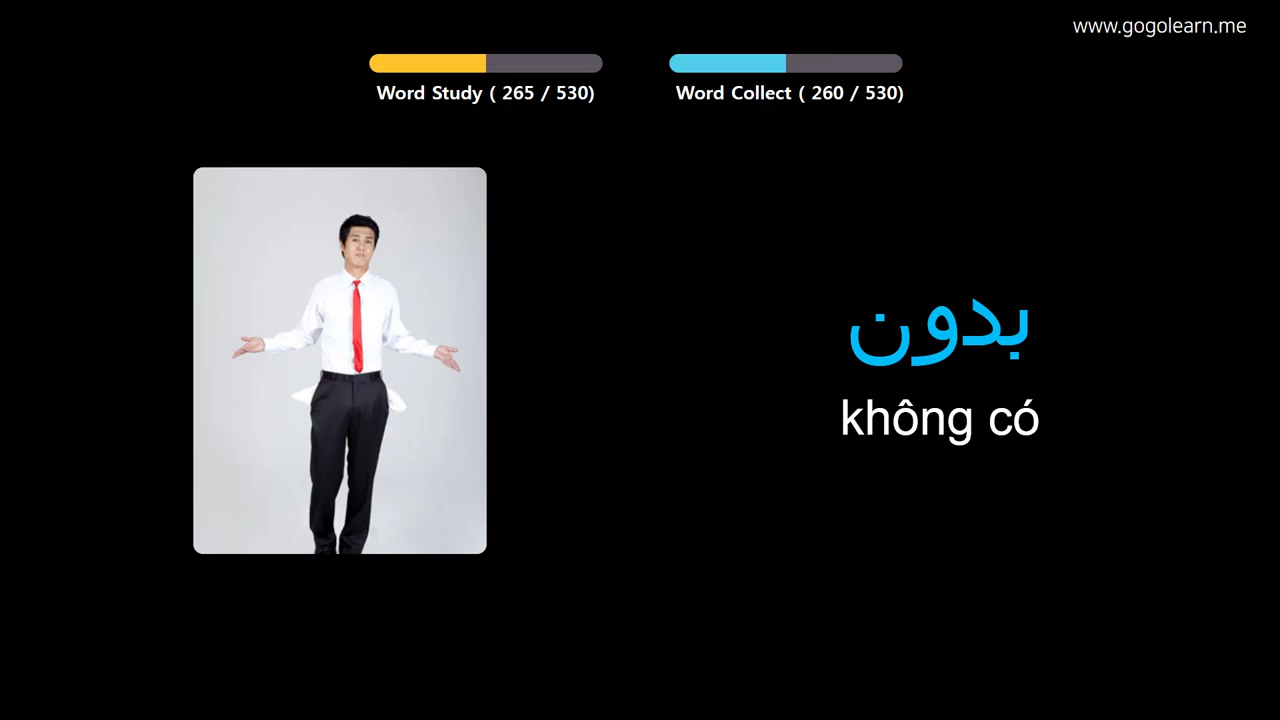 www.gogolearn.me
Word Study ( 265 / 530)
Word Collect ( 260 / 530)
بدون
không có